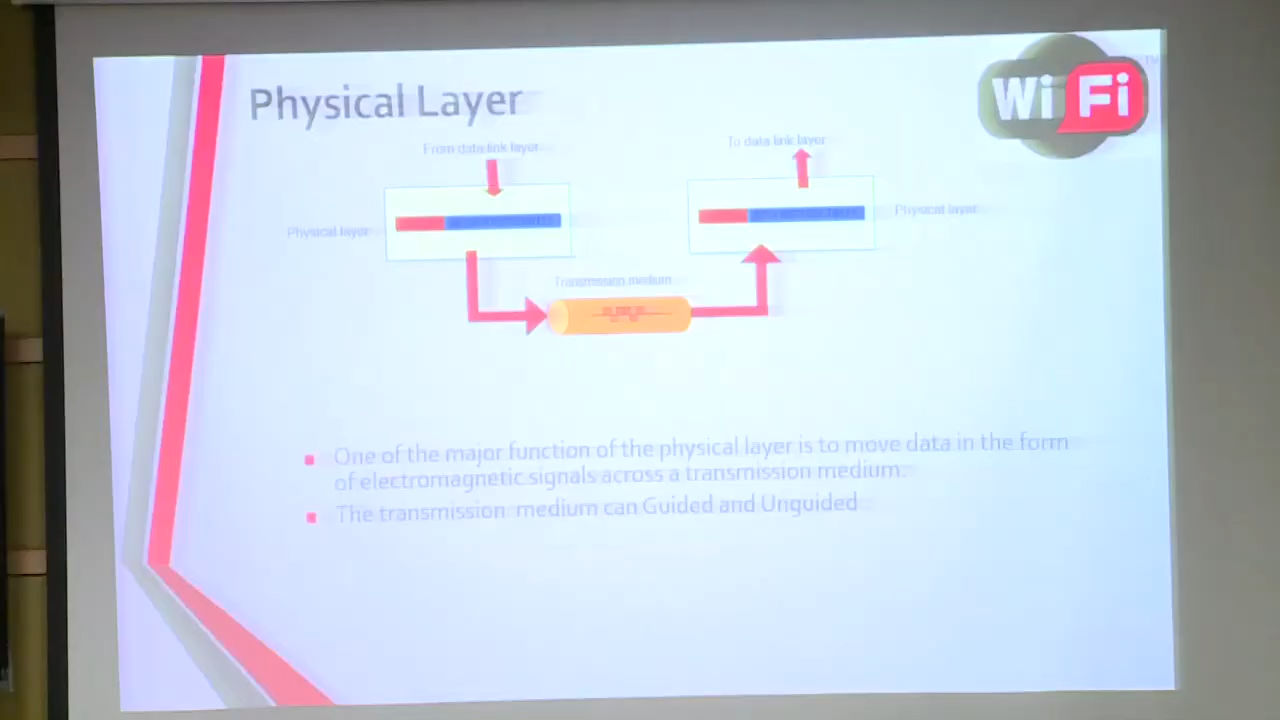 Physical Layer
WiFi
TM
From data link layer
To data link layer
Physical layer
Physical layer
Transmission medium
One of the major function of the physical layer is to move data in the form
of electromagnetic signals across a transmission medium.
The transmission medium can Guided and Unguided